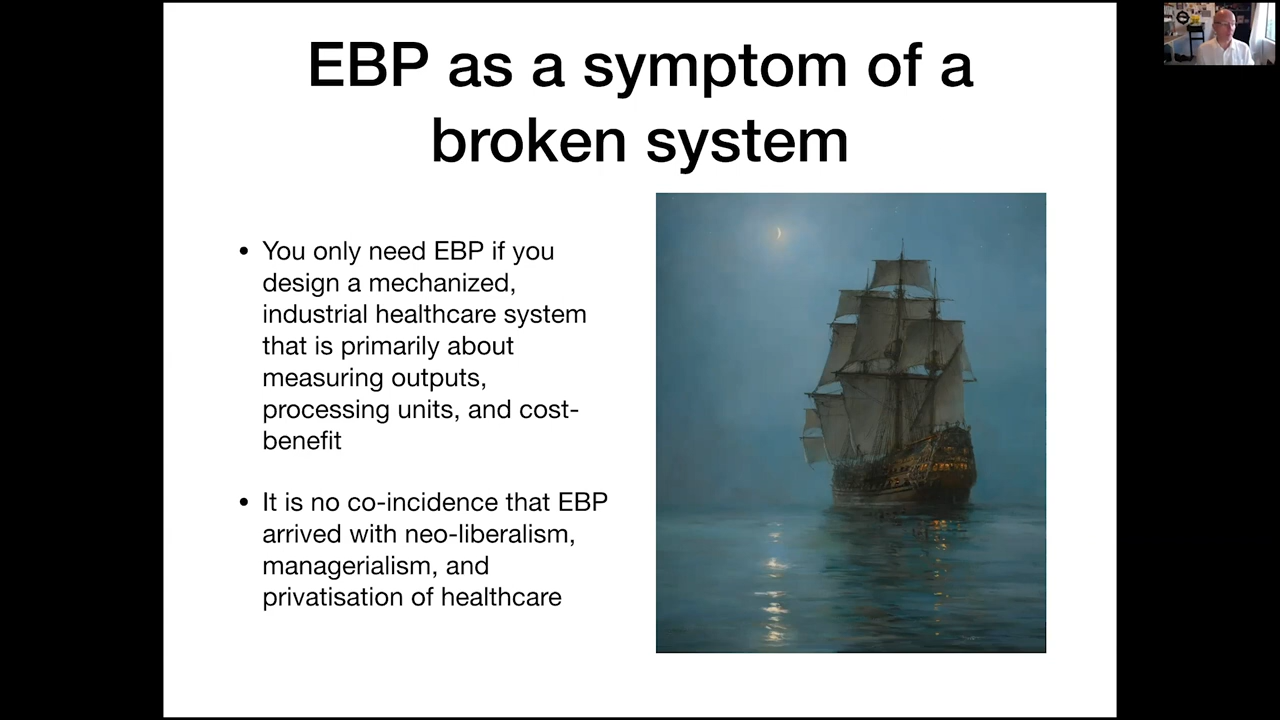 EBP as a symptom of a
broken system
• You only need EBP if you
design a mechanized,
industrial healthcare system
that is primarily about
measuring outputs,
processing units, and cost-
benefit
• It is no co-incidence that EBP
arrived with neo-liberalism,
managerialism, and
privatisation of healthcare